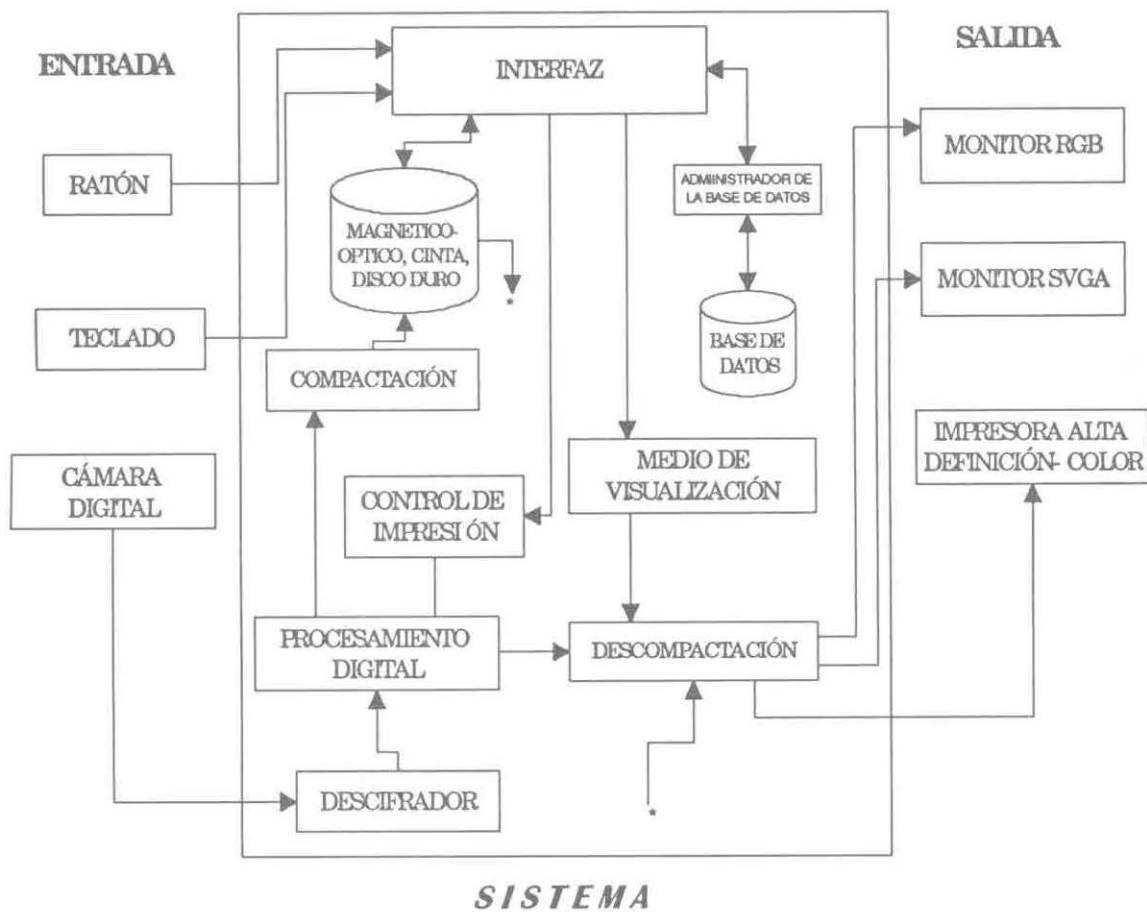 ENTRADA
SALIDA
INTERFAZ
MONITOR RGB
RATÓN
ADMINISTRADOR DE
LA BASE DE DATOS
MAGNETICO-
OPTICO, CINTA,
DISCO DURO
*
MONITOR SVGA
TECLADO
BASE DE
DATOS
COMPACTACIÓN
IMPRESORA ALTA
DEFINICIÓN- COLOR
CÁMARA
DIGITAL
MEDIO DE
VISUALIZACIÓN
CONTROL DE
IMPRESIÓN
PROCESAMIENTO
DIGITAL
DESCOMPACTACIÓN
DESCIFRADOR
*
SISTEMA